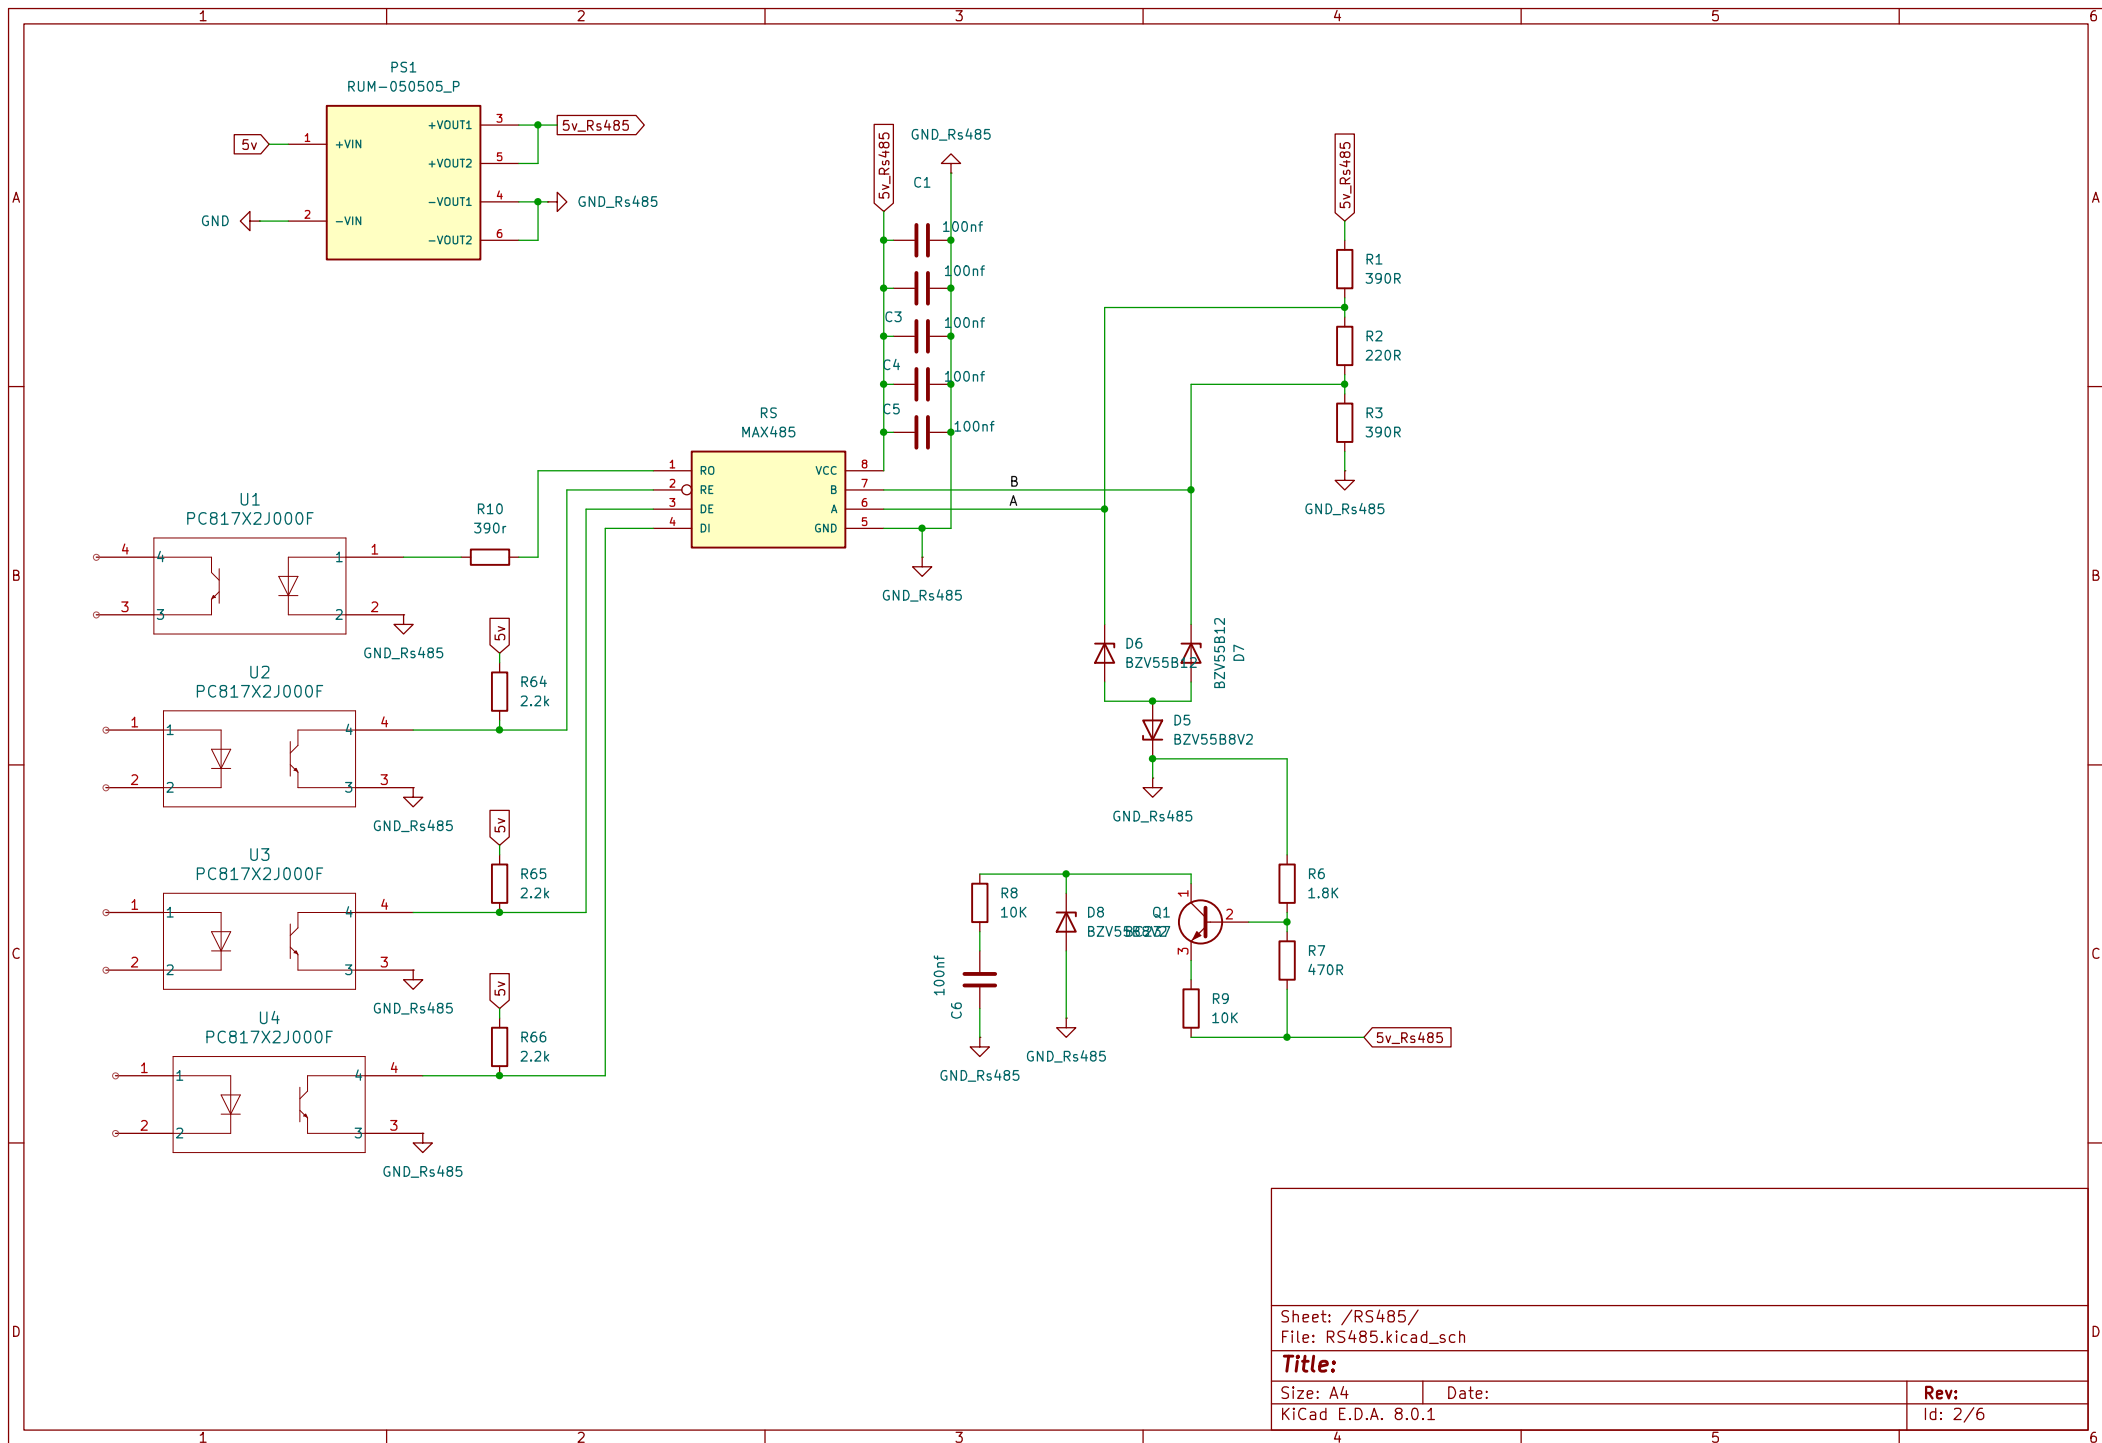 1 2 3 4 5 6
A A
B B
C C
D D
PS1
RUM-050505_P
5v
1
+VIN
GND
2
-VIN
+VOUT1
3
5v_Rs485
+VOUT2
5
-VOUT1
4
GND_Rs485
-VOUT2
6
5v_Rs485
GND_Rs485
C1
100nf
100nf
C3
100nf
C4
100nf
C5
100nf
5v_Rs485
R1
390R
R2
220R
R3
390R
GND_Rs485
RS
MAX485
1 RO
2 RE
3 DE
4 DI
VCC 8
B 7
A 6
GND 5
B
A
GND_Rs485
U1
PC817X2J000F
4 4
3 3
1 1
2 2
GND_Rs485
R10
390r
U2
PC817X2J000F
1 1
2 2
4 4
3 3
GND_Rs485
5v
R64
2.2k
U3
PC817X2J000F
1 1
2 2
4 4
3 3
GND_Rs485
5v
R65
2.2k
U4
PC817X2J000F
1 1
2 2
4 4
3 3
GND_Rs485
5v
R66
2.2k
D6
BZV55B12
BZV55B12
D7
D5
BZV55B8V2
GND_Rs485
R6
1.8K
R7
470R
R8
10K
D8
Q1
1
2
3
R9
10K
5v_Rs485
100nf
C6
GND_Rs485
GND_Rs485
Sheet: /RS485/
File: RS485.kicad_sch
Title:
Size: A4
Date:
Rev:
KiCad E.D.A. 8.0.1
Id: 2/6
1 2 3 4 5 6